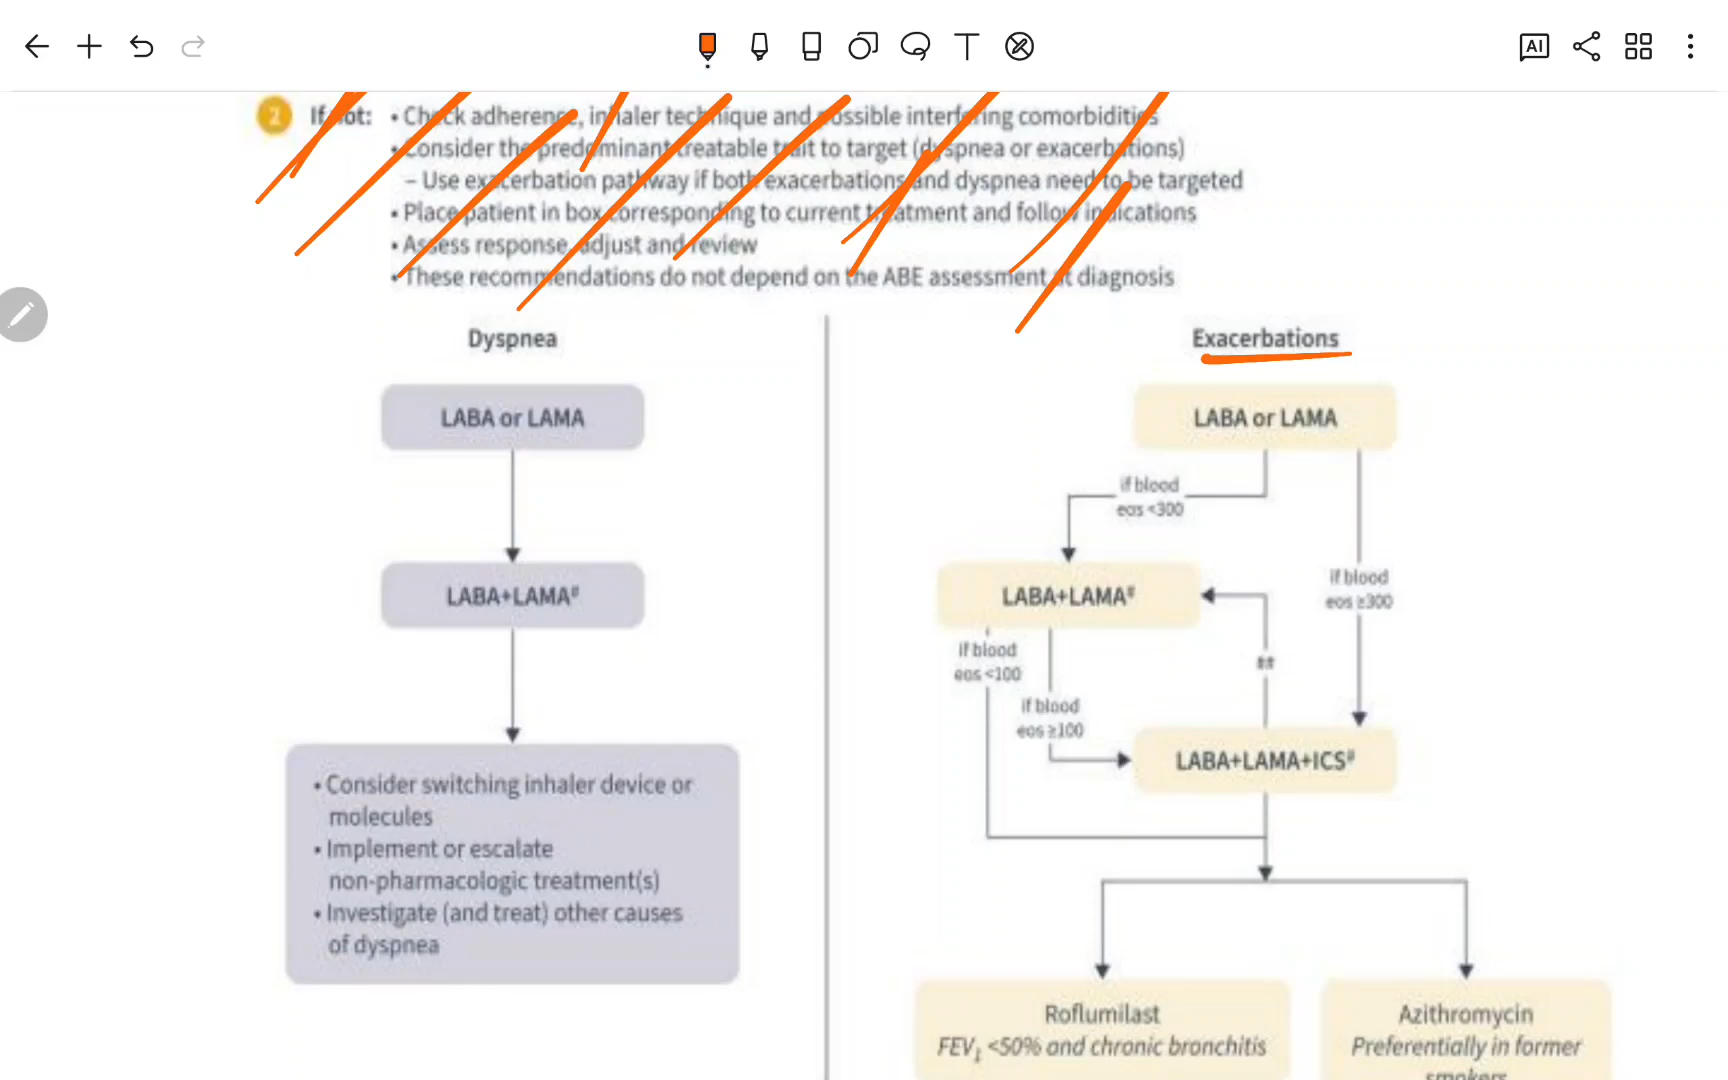 AI
2 If not: • Check adherence, inhaler technique and possible interfering comorbidities
• Consider the predominant treatable trait to target (dyspnea or exacerbations)
– Use exacerbation pathway if both exacerbations and dyspnea need to be targeted
• Place patient in box corresponding to current treatment and follow indications
• Assess response, adjust and review
• These recommendations do not depend on the ABE assessment at diagnosis
Dyspnea
LABA or LAMA
LABA+LAMA#
• Consider switching inhaler device or
molecules
• Implement or escalate
non-pharmacologic treatment(s)
• Investigate (and treat) other causes
of dyspnea
Exacerbations
LABA or LAMA
if blood
eos <300
if blood
eos ≥300
LABA+LAMA#
if blood
eos <100
if blood
eos ≥100
##
LABA+LAMA+ICS#
Roflumilast
FEV1 <50% and chronic bronchitis
Azithromycin
Preferentially in former
smokers
T